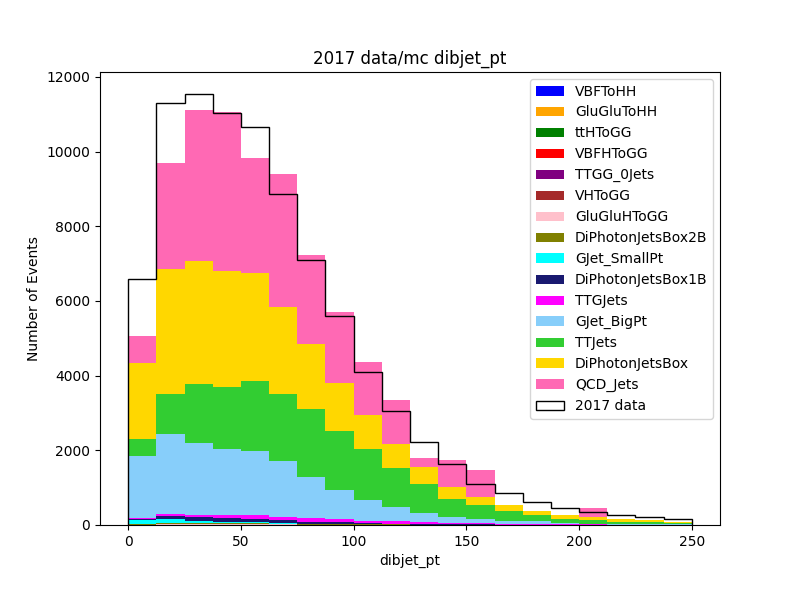 2017 data/mc dibjet_pt
12000
10000
8000
6000
4000
2000
0
Number of Events
0
50
100
150
200
250
dibjet_pt
VBFToHH
GluGluToHH
ttHToGG
VBFHToGG
TTGG_0Jets
VHToGG
GluGluHToGG
DiPhotonJetsBox2B
GJet_SmallPt
DiPhotonJetsBox1B
TTGJets
GJet_BigPt
TTJets
DiPhotonJetsBox
QCD_Jets
2017 data